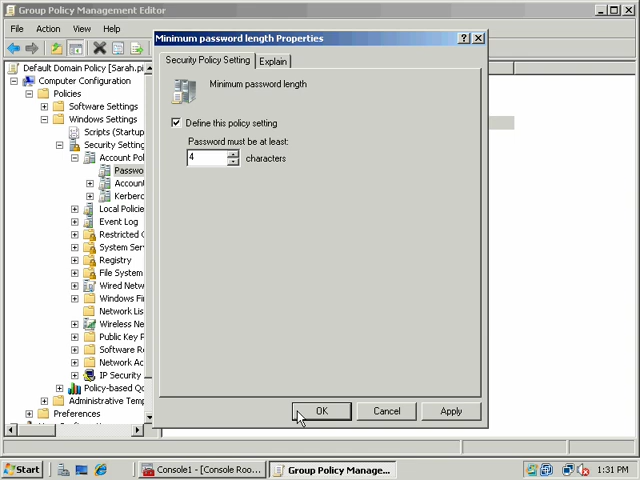 Group Policy Management Editor
File Action View Help
Minimum password length Properties
Security Policy Setting Explain
Minimum password length
Define this policy setting
Password must be at least:
4 characters
OK Cancel Apply
Default Domain Policy [Sarah.pi
Computer Configuration
Policies
Software Settings
Windows Settings
Scripts (Startup
Security Setting
Account Pol
Passwo
Account
Kerberc
Local Policie
Event Log
Restricted
System Ser
Registry
File System
Wired Netw
Windows Fi
Network Lis
Wireless Ne
Public Key P
Software R
Network Ac
IP Security
Policy-based Qo
Administrative Temp
Preferences
Start
Console1 - [Console Roo...
Group Policy Manage...
1:31 PM